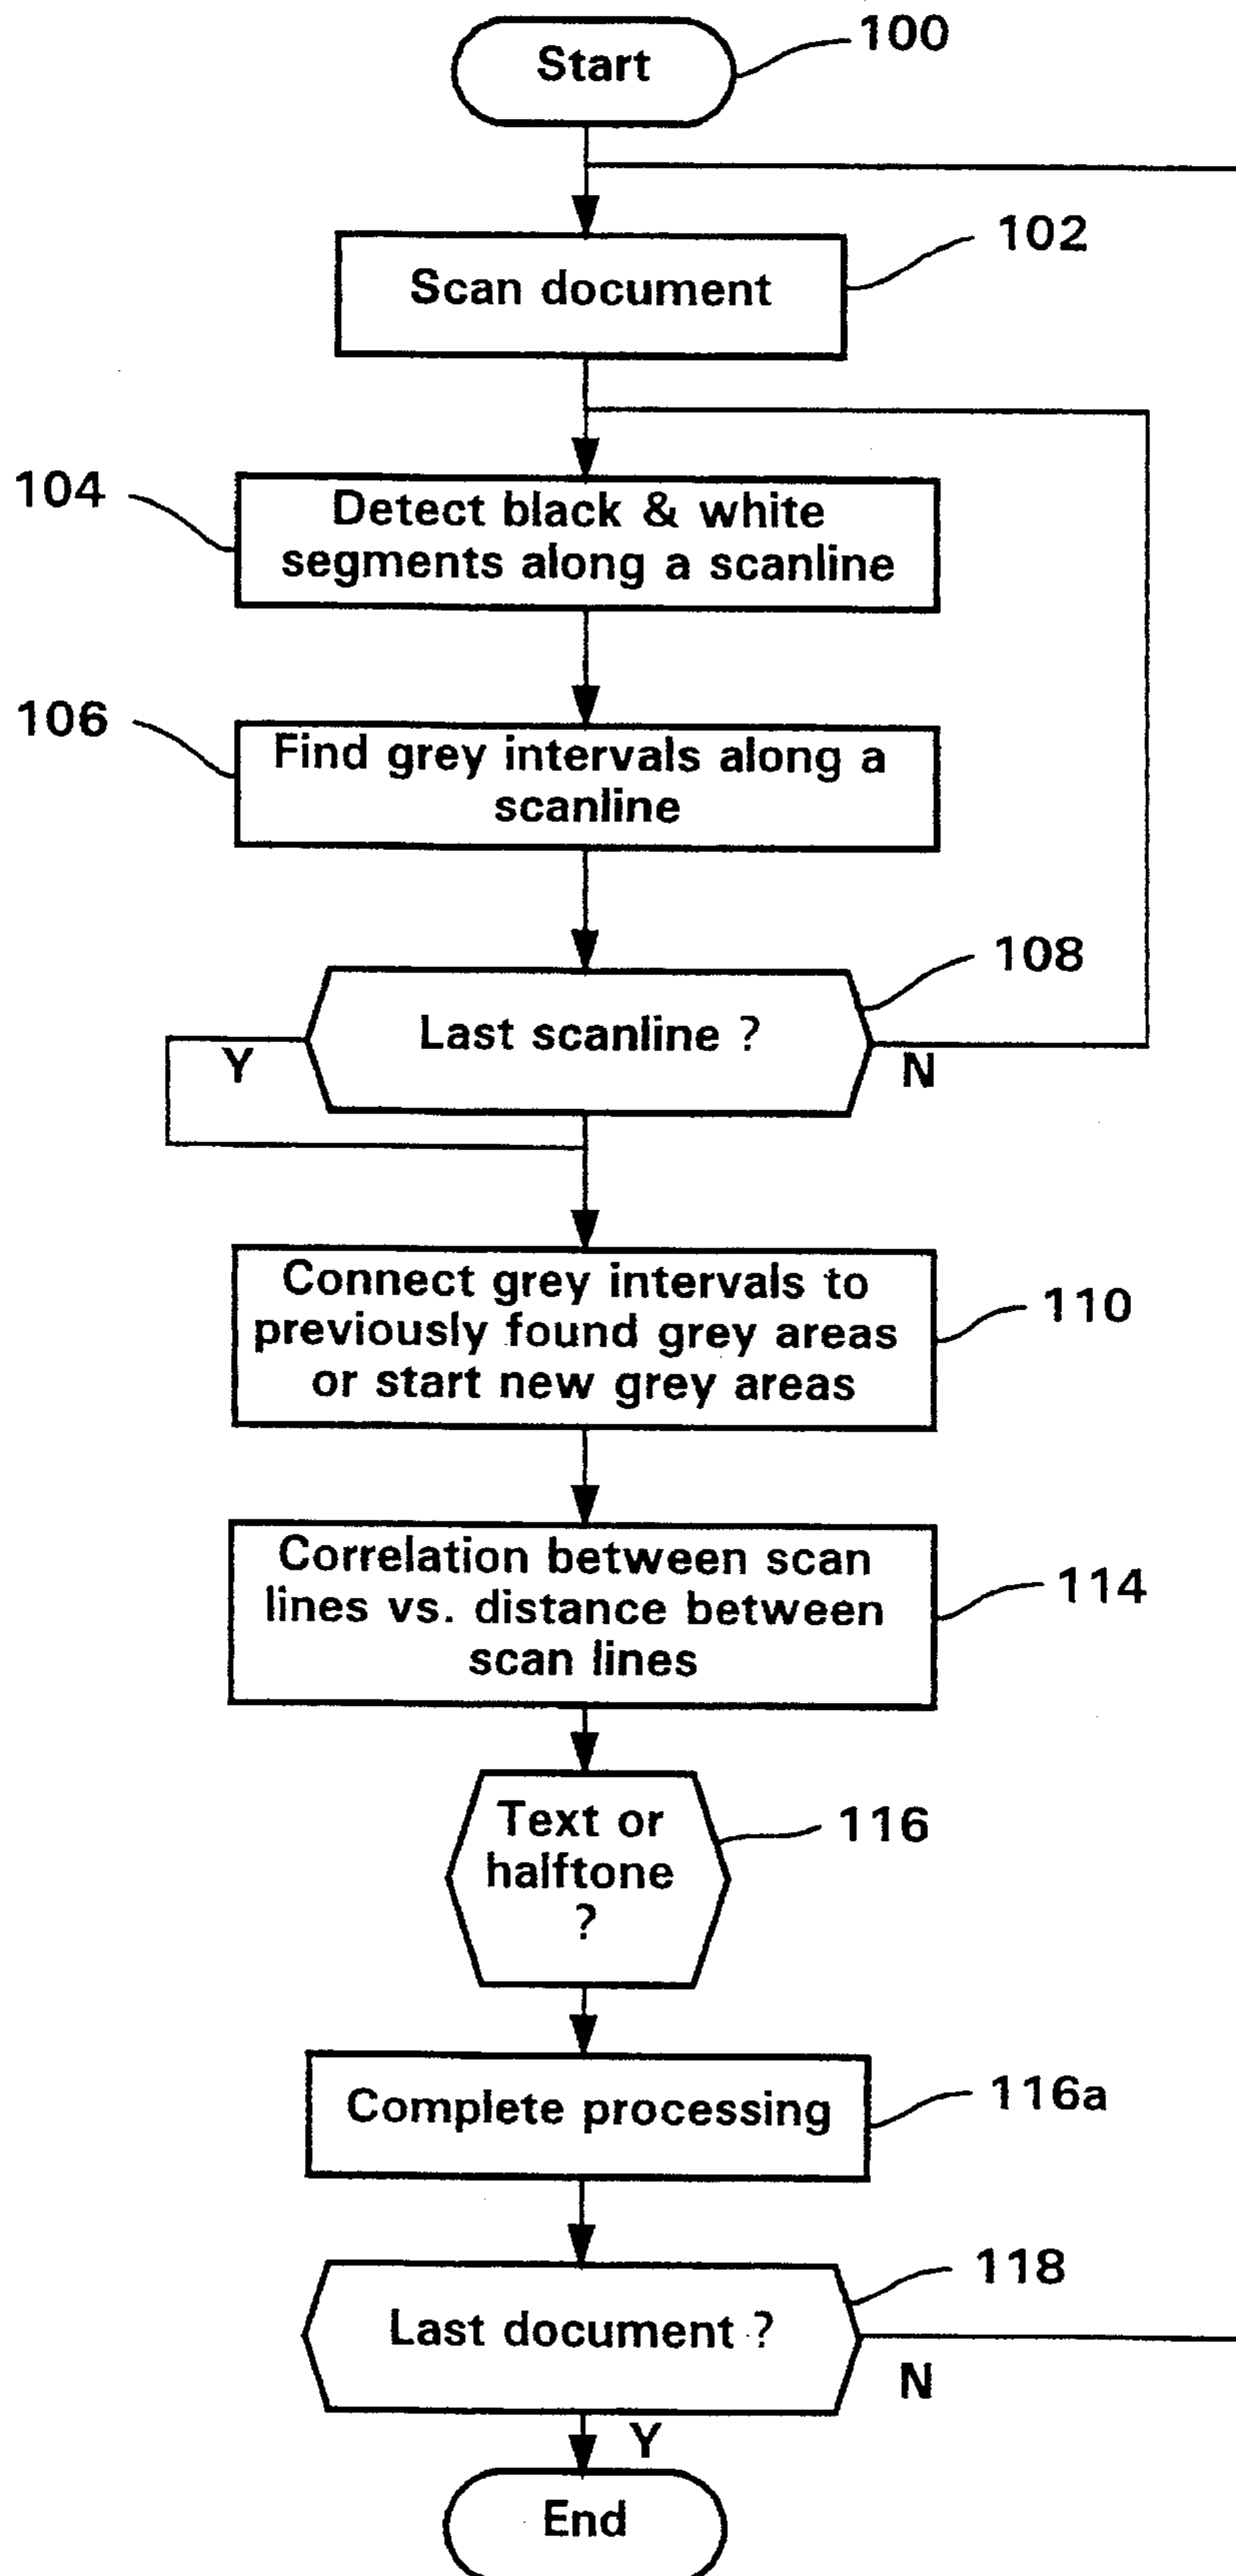 Start
100
Scan document
102
104
Detect black & white
segments along a scanline
106
Find grey intervals along a
scanline
108
Last scanline ?
Y
N
Connect grey intervals to
previously found grey areas
or start new grey areas
110
Correlation between scan
lines vs. distance between
scan lines
114
Text or
halftone
?
116
Complete processing
116a
118
Last document ?
N
Y
End